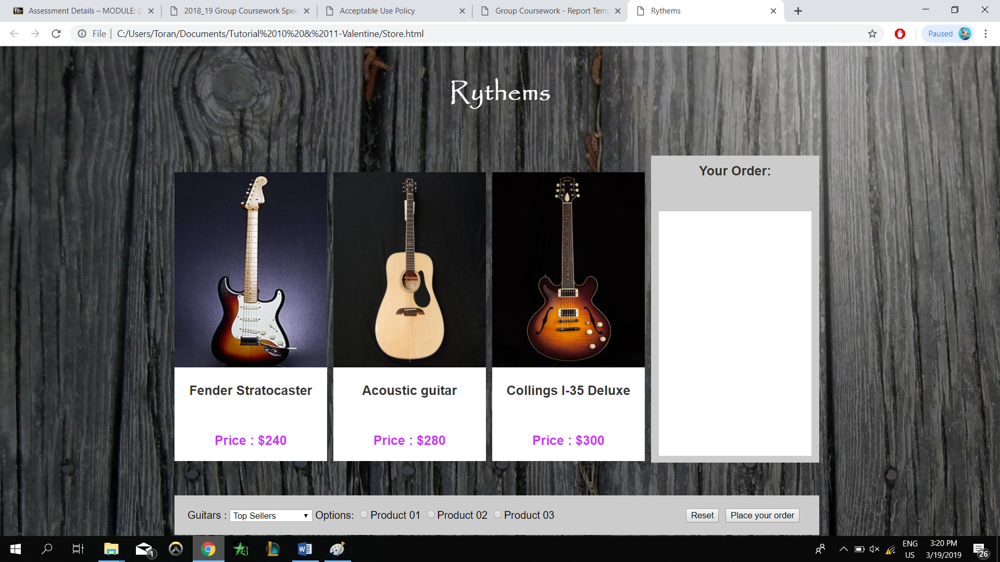 Assessment Details – MODULE: (2
2018_19 Group Coursework Spec
Acceptable Use Policy
Group Coursework - Report Temp
Rythems
File
C:/Users/Toran/Documents/Tutorial%2010%20&%2011-Valentine/Store.html
Paused
Rythems
Your Order:
Fender Stratocaster
Acoustic guitar
Collings I-35 Deluxe
Price : $240
Price : $280
Price : $300
Guitars : Top Sellers Options: Product 01 Product 02 Product 03
Reset
Place your order
1
ENG
US
3:20 PM
3/19/2019
26